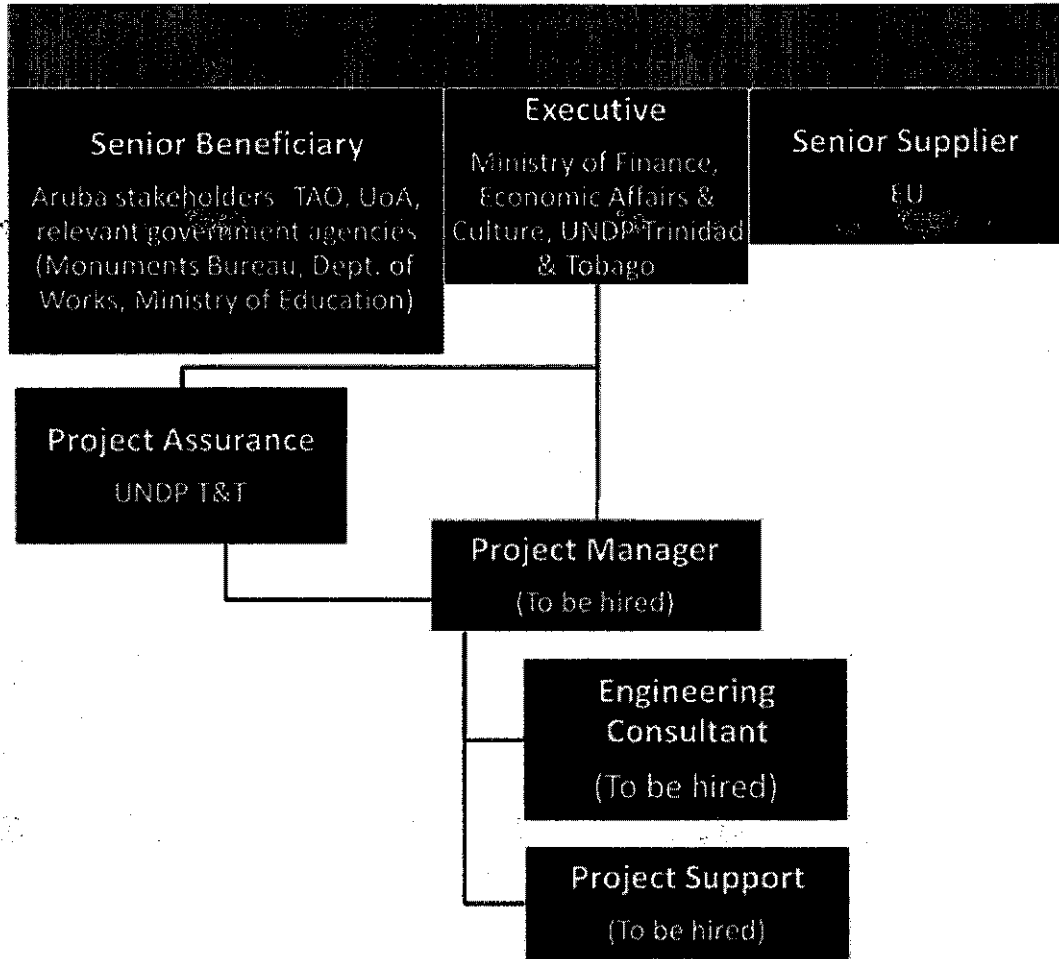 Senior Beneficiary
Aruba stakeholders TAO, UoA,
relevant government agencies
(Monuments Bureau, Dept. of
Works, Ministry of Education)
Executive
Ministry of Finance,
Economic Affairs &
Culture, UNDP Trinidad
& Tobago
Senior Supplier
EU
Project Assurance
UNDP T&T
Project Manager
(To be hired)
Engineering
Consultant
(To be hired)
Project Support
(To be hired)